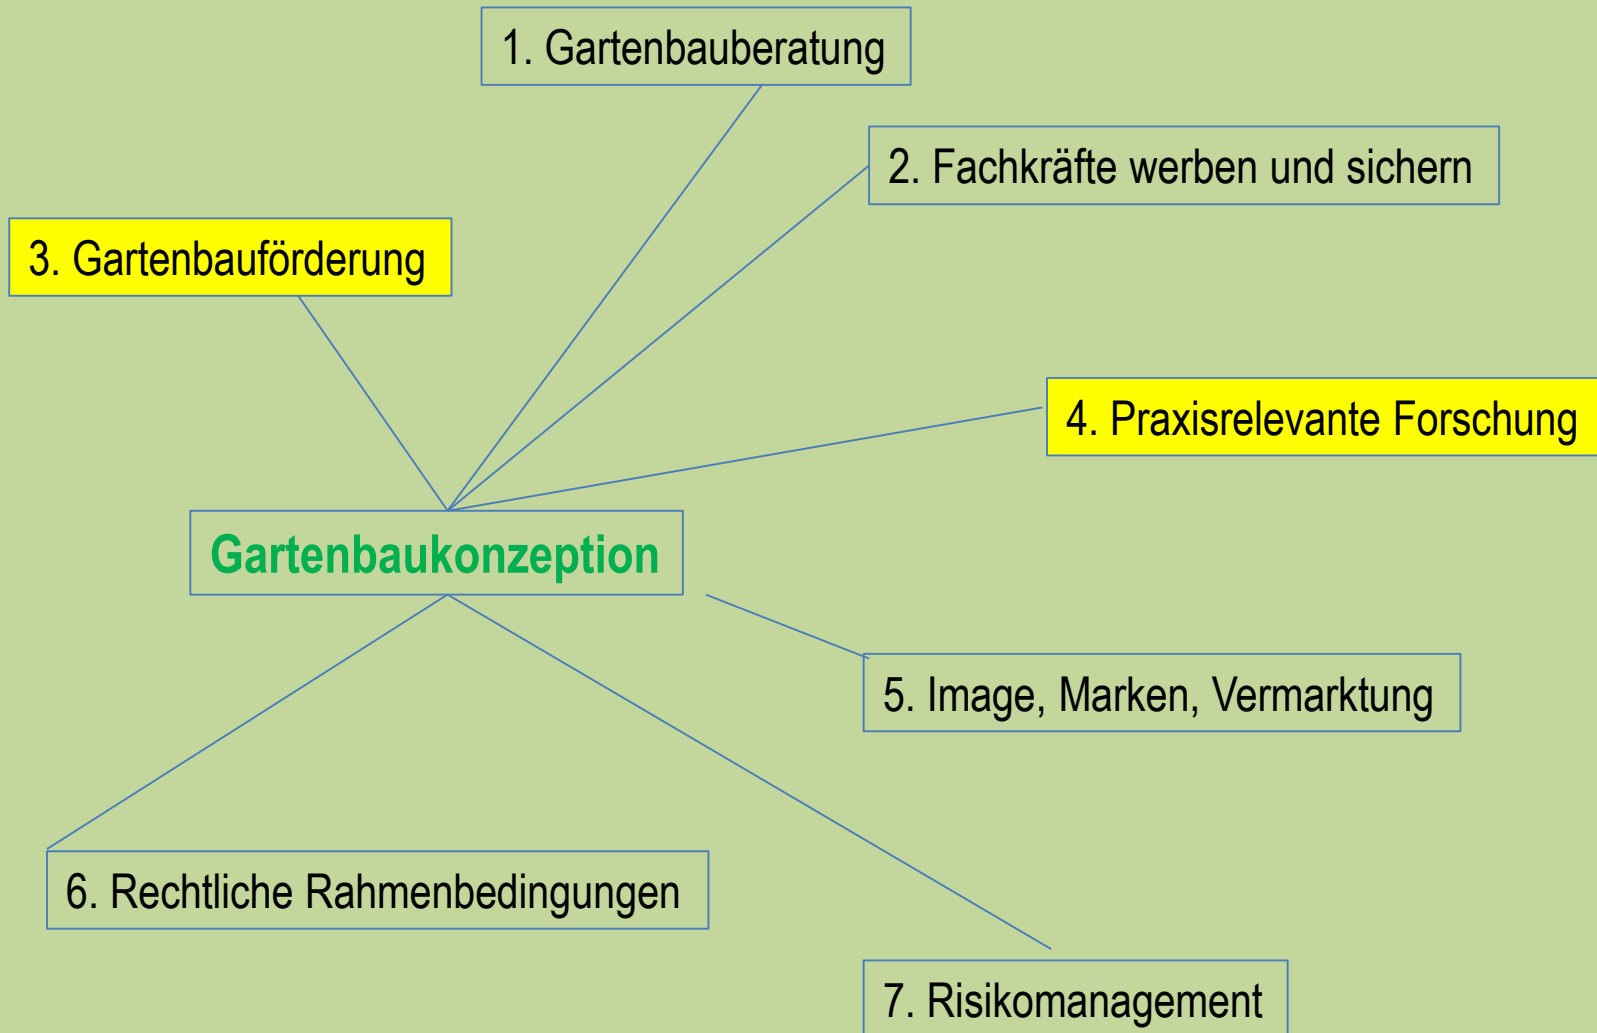 1. Gartenbauberatung
2. Fachkräfte werben und sichern
3. Gartenbauförderung
4. Praxisrelevante Forschung
Gartenbaukonzeption
5. Image, Marken, Vermarktung
6. Rechtliche Rahmenbedingungen
7. Risikomanagement